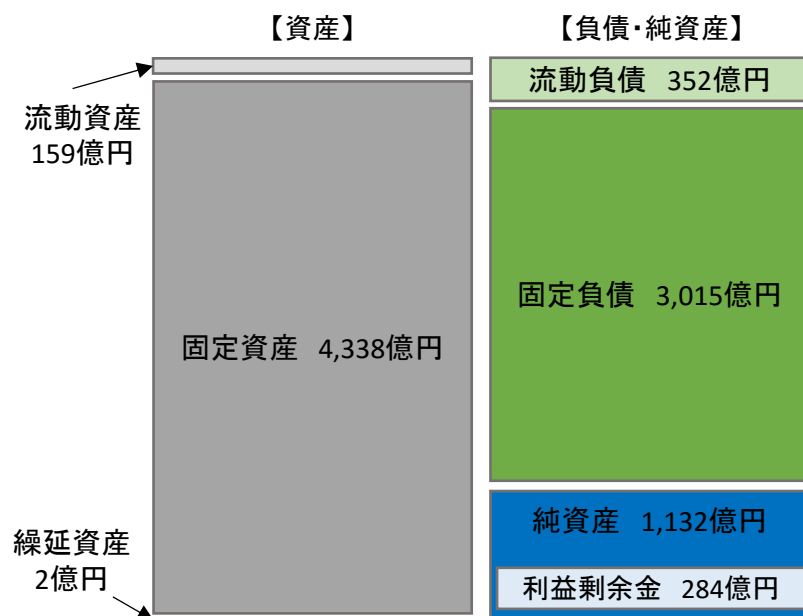 【資産】
【負債・純資産】
流動資産
159億円
固定資産 4,338億円
繰延資産
2億円
流動負債 352億円
固定負債 3,015億円
純資産 1,132億円
利益剰余金 284億円